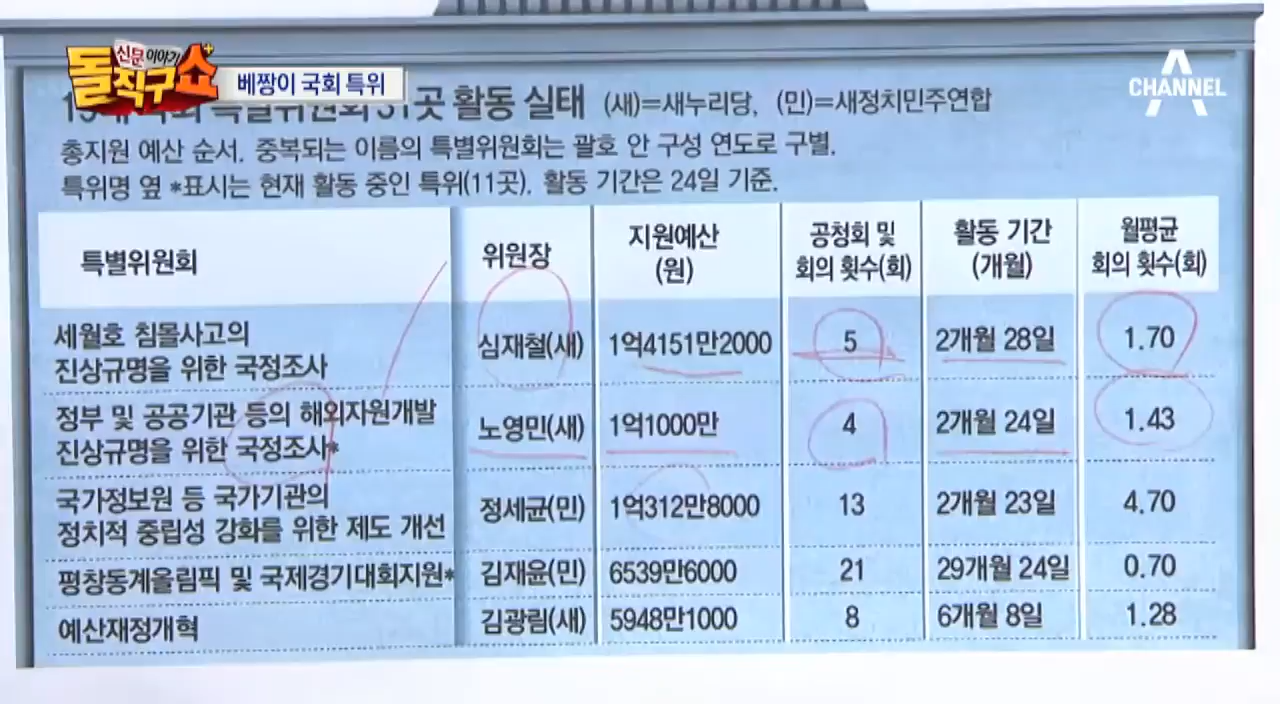 신문이야기
돌직구쇼+
베짱이 국회 특위
CHANNEL A
활동 실태 (새)=새누리당, (민)=새정치민주연합
총지원 예산 순서. 중복되는 이름의 특별위원회는 괄호 안 구성 연도로 구별.
특위명 옆 *표시는 현재 활동 중인 특위(11곳). 활동 기간은 24일 기준.
특별위원회 위원장 지원예산(원) 공청회 및 회의 횟수(회) 활동 기간(개월) 월평균 회의 횟수(회)
세월호 침몰사고의
진상규명을 위한 국정조사 심재철(새) 1억4151만2000 5 2개월 28일 1.70
정부 및 공공기관 등의 해외자원개발
진상규명을 위한 국정조사* 노영민(새) 1억1000만 4 2개월 24일 1.43
국가정보원 등 국가기관의
정치적 중립성 강화를 위한 제도 개선 정세균(민) 1억312만8000 13 2개월 23일 4.70
평창동계올림픽 및 국제경기대회지원* 김재윤(민) 6539만6000 21 29개월 24일 0.70
예산재정개혁 김광림(새) 5948만1000 8 6개월 8일 1.28